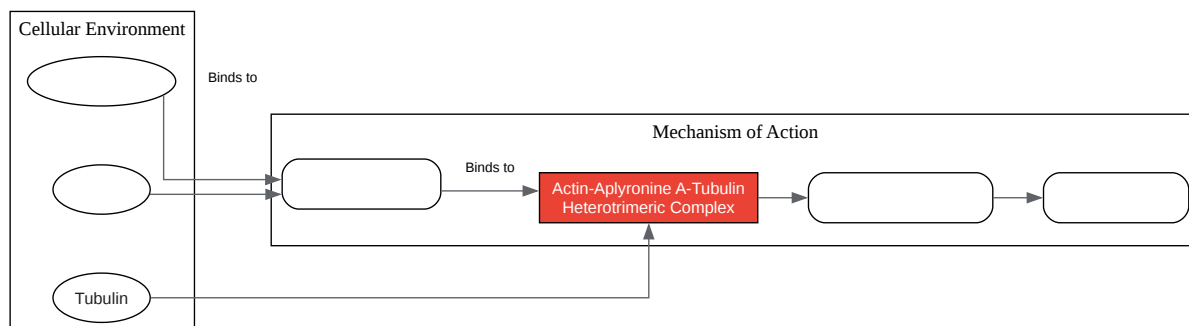 Cellular Environment
Binds to
Mechanism of Action
Binds to
Actin-Aplyronine A-Tubulin
Heterotrimeric Complex
Tubulin